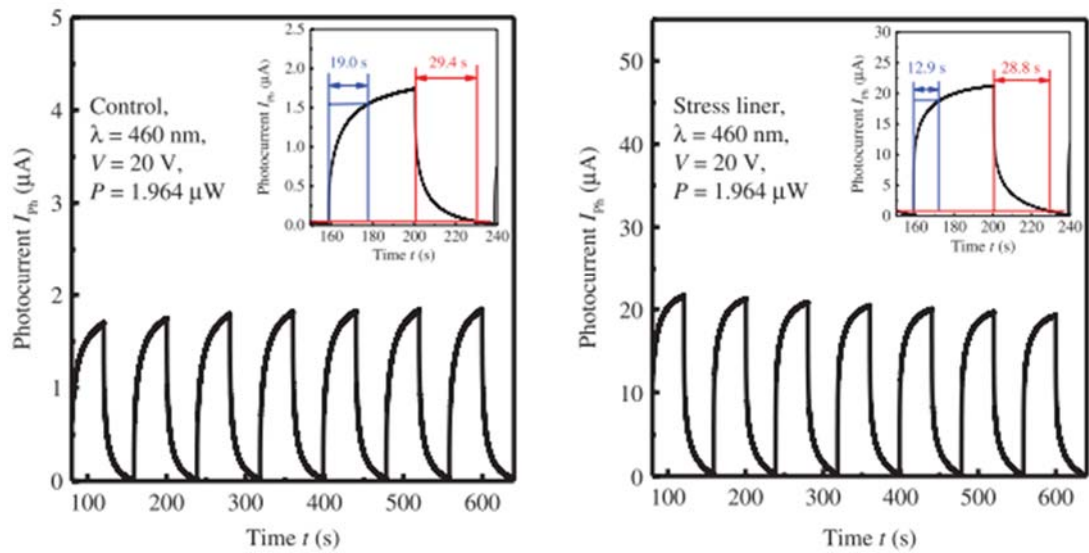 Control,
λ = 460 nm,
V = 20 V,
P = 1.964 μW
Photocurrent I_Ph (μA)
5
4
3
2
1
0
100 200 300 400 500 600
Time t (s)
Photocurrent I_Ph (μA)
2.5
2.0
1.5
1.0
0.5
0.0
19.0 s 29.4 s
160 180 200 220 240
Time t (s)
Stress liner,
λ = 460 nm,
V = 20 V,
P = 1.964 μW
Photocurrent I_Ph (μA)
50
40
30
20
10
0
100 200 300 400 500 600
Time t (s)
Photocurrent I_Ph (μA)
30
25
20
15
10
5
0
12.9 s 28.8 s
160 180 200 220 240
Time t (s)